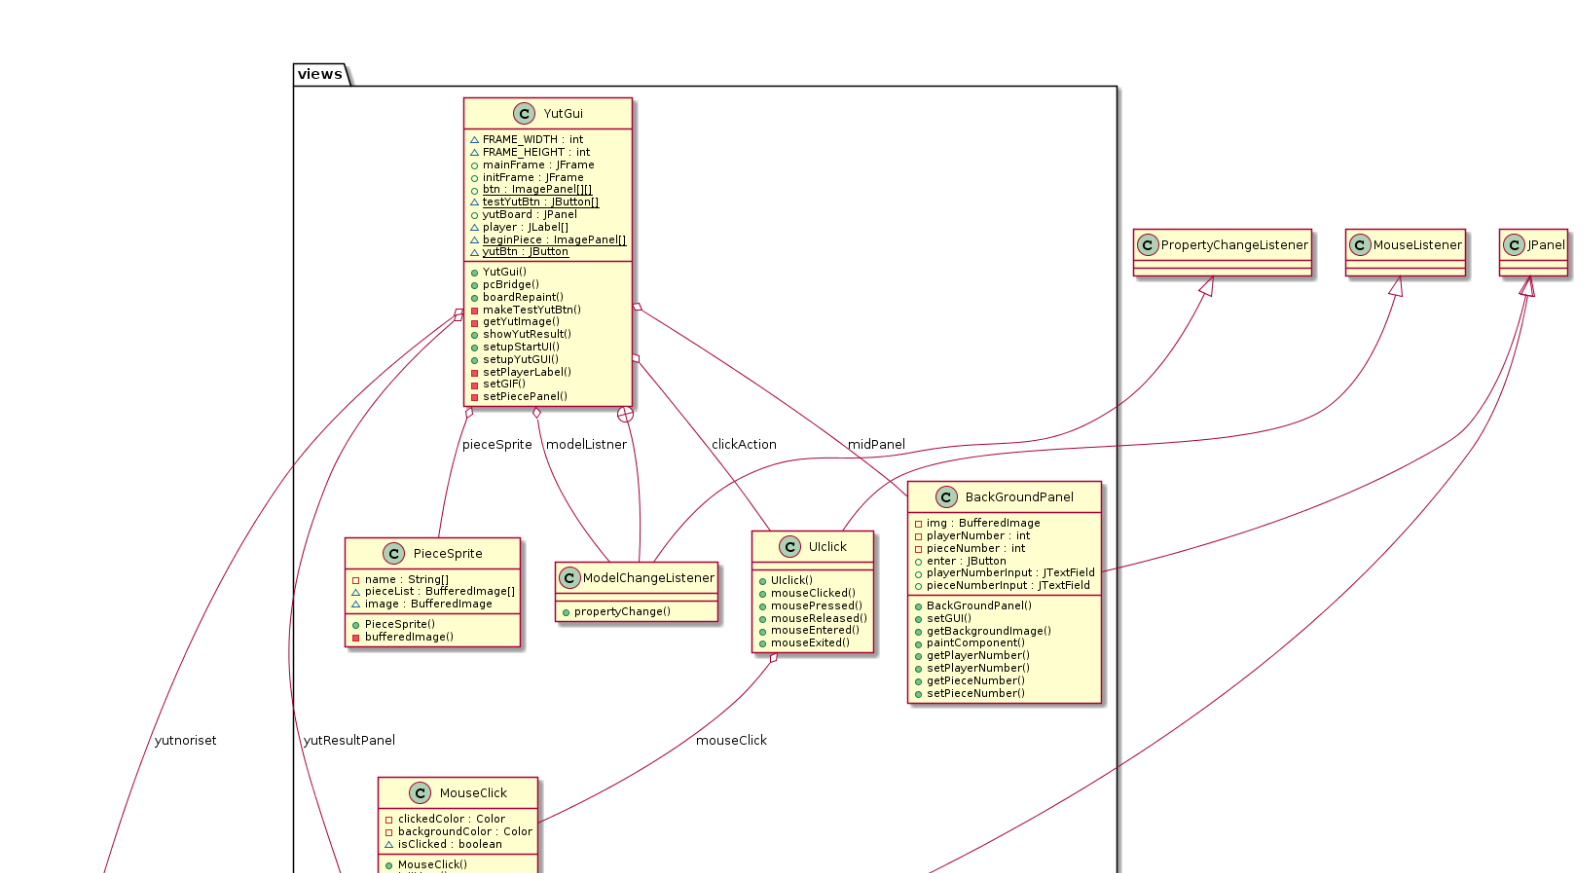 views
C YutGui
FRAME_WIDTH : int
FRAME_HEIGHT : int
mainFrame : JFrame
initFrame : JFrame
btn : ImagePanel[][]
testYutBtn : JButton[]
yutBoard : JPanel
player : JLabel[]
beginPiece : ImagePanel[]
yutBtn : JButton
YutGui()
pcBridge()
boardRepaint()
makeTestYutBtn()
getYutImage()
showYutResult()
setupStartUI()
setupYutGUI()
setPlayerLabel()
setGIF()
setPiecePanel()
C PropertyChangeListener
C MouseListener
C JPanel
pieceSprite
modelListner
clickAction
midPanel
C PieceSprite
name : String[]
pieceList : BufferedImage[]
image : BufferedImage
PieceSprite()
bufferedImage()
C ModelChangeListener
propertyChange()
C UIclick
UIclick()
mouseClicked()
mousePressed()
mouseReleased()
mouseEntered()
mouseExited()
C BackGroundPanel
img : BufferedImage
playerNumber : int
pieceNumber : int
enter : JButton
playerNumberInput : JTextField
pieceNumberInput : JTextField
BackGroundPanel()
setGUI()
getBackgroundImage()
paintComponent()
getPlayerNumber()
setPlayerNumber()
getPieceNumber()
setPieceNumber()
yutnoriset
yutResultPanel
mouseClick
C MouseClick
clickedColor : Color
backgroundColor : Color
isClicked : boolean
MouseClick()